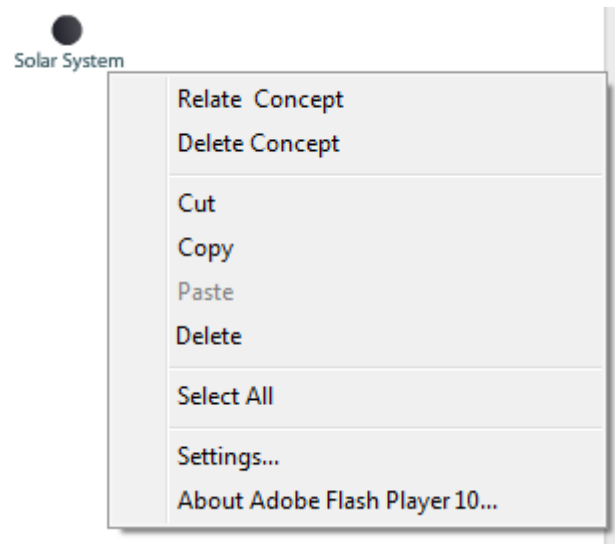 Solar System
Relate  Concept
Delete Concept
Cut
Copy
Paste
Delete
Select All
Settings...
About Adobe Flash Player 10...